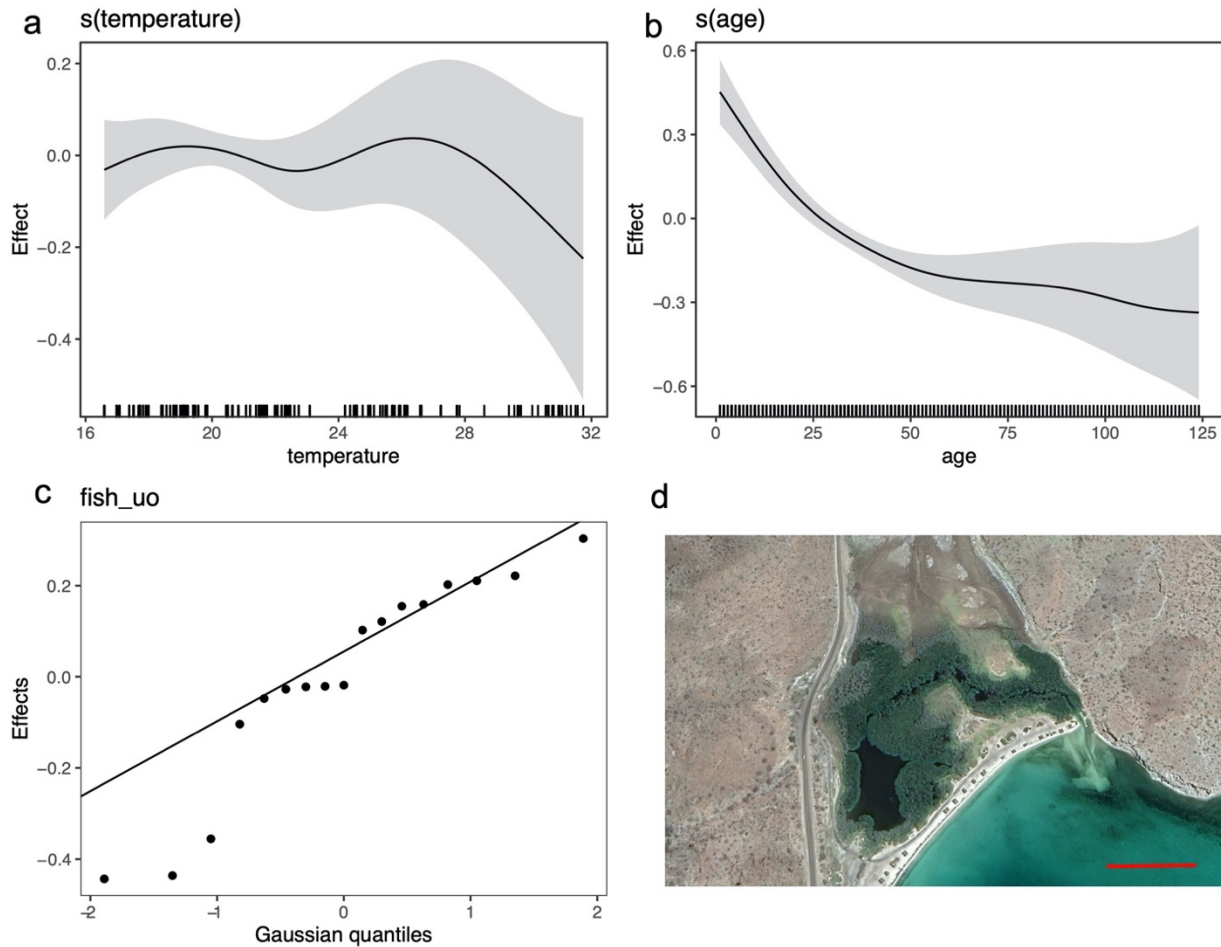 a
s(temperature)
0.2
0.0
−0.2
−0.4
Effect
16
20
24
28
32
temperature
b
s(age)
0.6
0.3
0.0
−0.3
−0.6
Effect
0
25
50
75
100
125
age
c
fish_uo
0.2
0.0
−0.2
−0.4
Effects
−2
−1
0
1
2
Gaussian quantiles
d